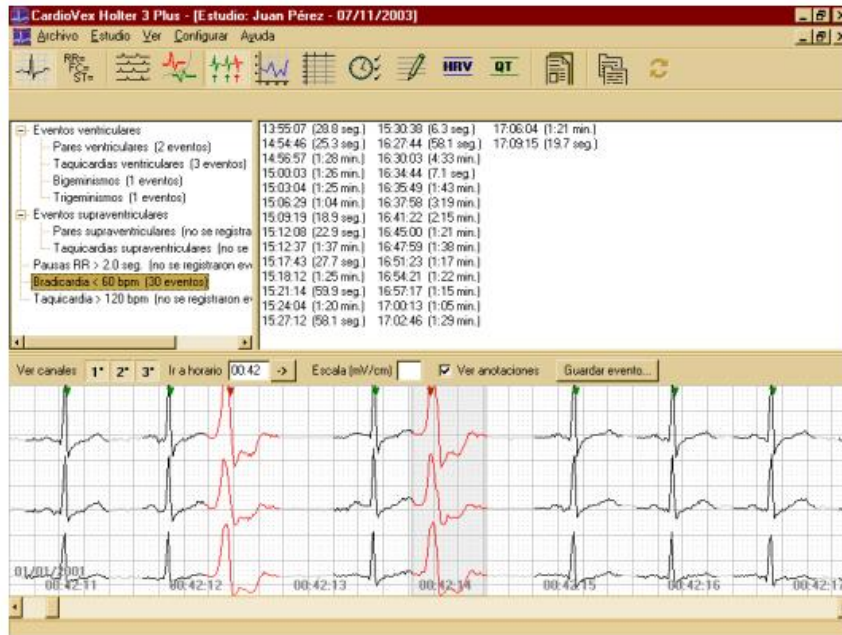 CardioVex Holter 3 Plus - [Estudio: Juan Pérez - 07/11/2003]
Archivo Estudio Ver Configurar Ayuda
RR=
FC=
ST=
HRV
QT
Eventos ventriculares
Pares ventriculares (2 eventos)
Taquicardias ventriculares (3 eventos)
Bigeminismos (1 eventos)
Trigeminismos (1 eventos)
Eventos supraventriculares
Pares supraventriculares (no se registra
Taquicardias supraventriculares (no se
Pausas RR > 2.0 seg. (no se registraron ev
Bradicardia < 60 bpm (30 eventos)
Taquicardia > 120 bpm (no se registraron e
13:55:07 (28.8 seg.) 15:30:38 (6.3 seg.) 17:06:04 (1:21 min.)
14:54:46 (25.3 seg.) 16:27:44 (58.1 seg.) 17:09:15 (19.7 seg.)
14:56:57 (1:28 min.) 16:30:03 (4:33 min.)
15:00:03 (1:26 min.) 16:34:44 (7.1 seg.)
15:03:04 (1:25 min.) 16:35:49 (1:43 min.)
15:06:29 (1:04 min.) 16:37:58 (3:19 min.)
15:09:19 (18.9 seg.) 16:41:22 (2:15 min.)
15:12:08 (22.9 seg.) 16:45:00 (1:21 min.)
15:12:37 (1:37 min.) 16:47:59 (1:38 min.)
15:17:43 (27.7 seg.) 16:51:23 (1:17 min.)
15:18:12 (1:25 min.) 16:54:21 (1:22 min.)
15:21:14 (59.9 seg.) 16:57:17 (1:15 min.)
15:24:04 (1:20 min.) 17:00:13 (1:05 min.)
15:27:12 (58.1 seg.) 17:02:46 (1:29 min.)
Ver canales 1* 2* 3* Ir a horario 00:42 -> Escala (mV/cm) Ver anotaciones Guardar evento...
01/01/2001
00:42:11 00:42:12 00:42:13 00:42:14 00:42:15 00:42:16 00:42:17